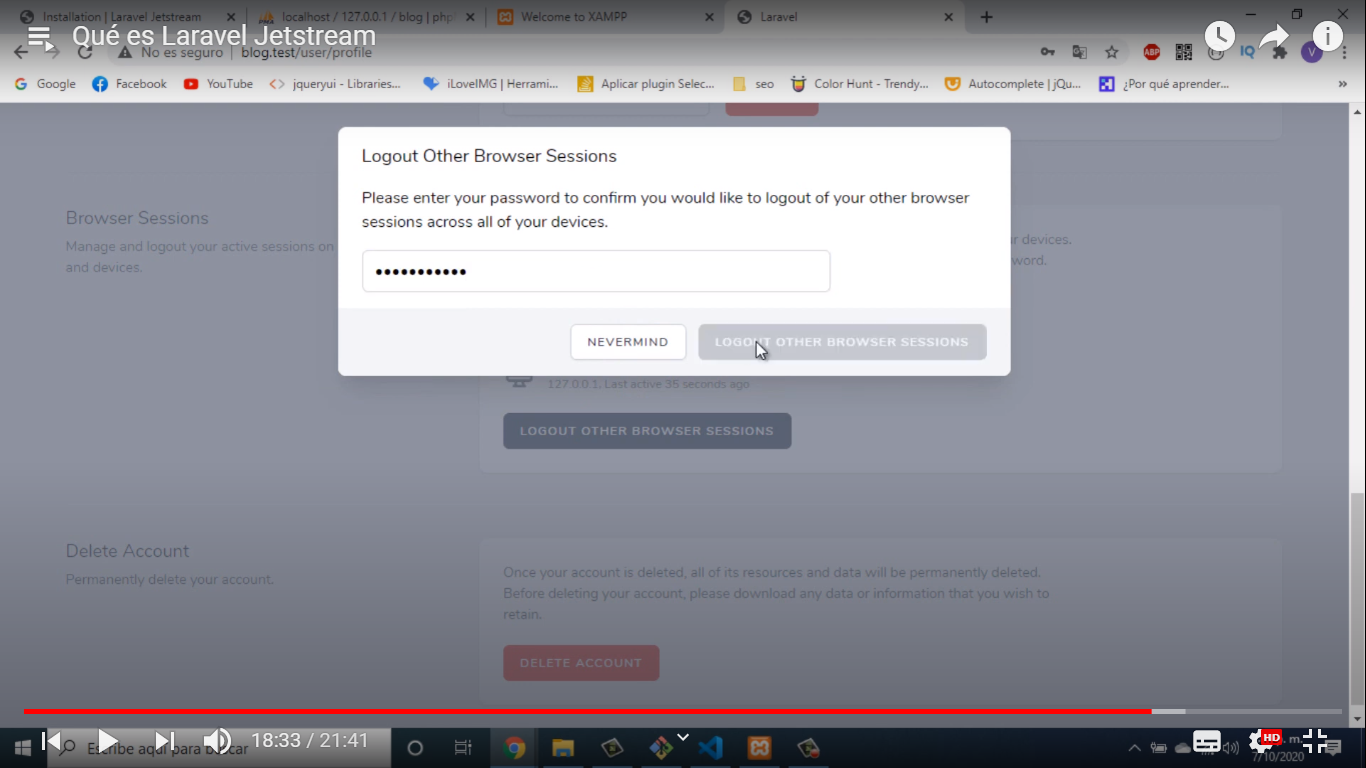 Installation | Laravel Jetstream
localhost / 127.0.0.1 / blog | php
Welcome to XAMPP
Laravel
Qué es Laravel Jetstream
No es seguro | blog.test/user/profile
ABP
IQ
V
Google
Facebook
YouTube
jqueryui - Libraries...
iLoveIMG | Herrami...
Aplicar plugin Selec...
seo
Color Hunt - Trendy...
Autocomplete | jQu...
¿Por qué aprender...
»
Logout Other Browser Sessions
Please enter your password to confirm you would like to logout of your other browser
sessions across all of your devices.
•••••••••••
NEVERMIND
LOGOUT OTHER BROWSER SESSIONS
Browser Sessions
Manage and logout your active sessions on
and devices.
r devices.
word.
127.0.0.1, Last active 35 seconds ago
LOGOUT OTHER BROWSER SESSIONS
Delete Account
Permanently delete your account.
Once your account is deleted, all of its resources and data will be permanently deleted.
Before deleting your account, please download any data or information that you wish to
retain.
DELETE ACCOUNT
Escribe aquí para buscar
18:33 / 21:41
HD
7/10/2020